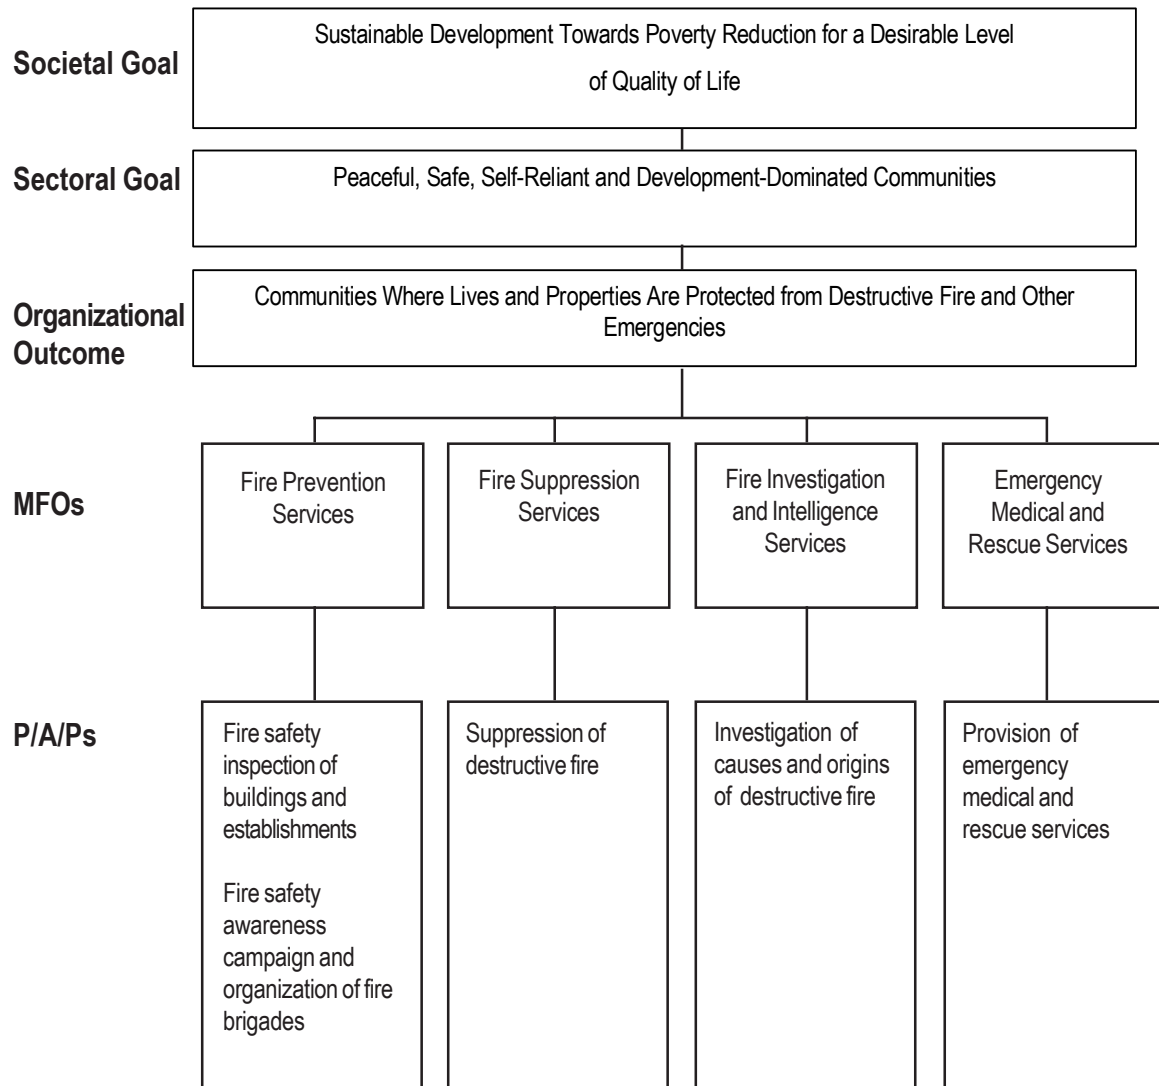 Societal Goal
Sustainable Development Towards Poverty Reduction for a Desirable Level
of Quality of Life
Sectoral Goal
Peaceful, Safe, Self-Reliant and Development-Dominated Communities
Organizational
Outcome
Communities Where Lives and Properties Are Protected from Destructive Fire and Other
Emergencies
MFOs
Fire Prevention
Services
Fire Suppression
Services
Fire Investigation
and Intelligence
Services
Emergency
Medical and
Rescue Services
P/A/Ps
Fire safety
inspection of
buildings and
establishments
Fire safety
awareness
campaign and
organization of fire
brigades
Suppression of
destructive fire
Investigation of
causes and origins
of destructive fire
Provision of
emergency
medical and
rescue services